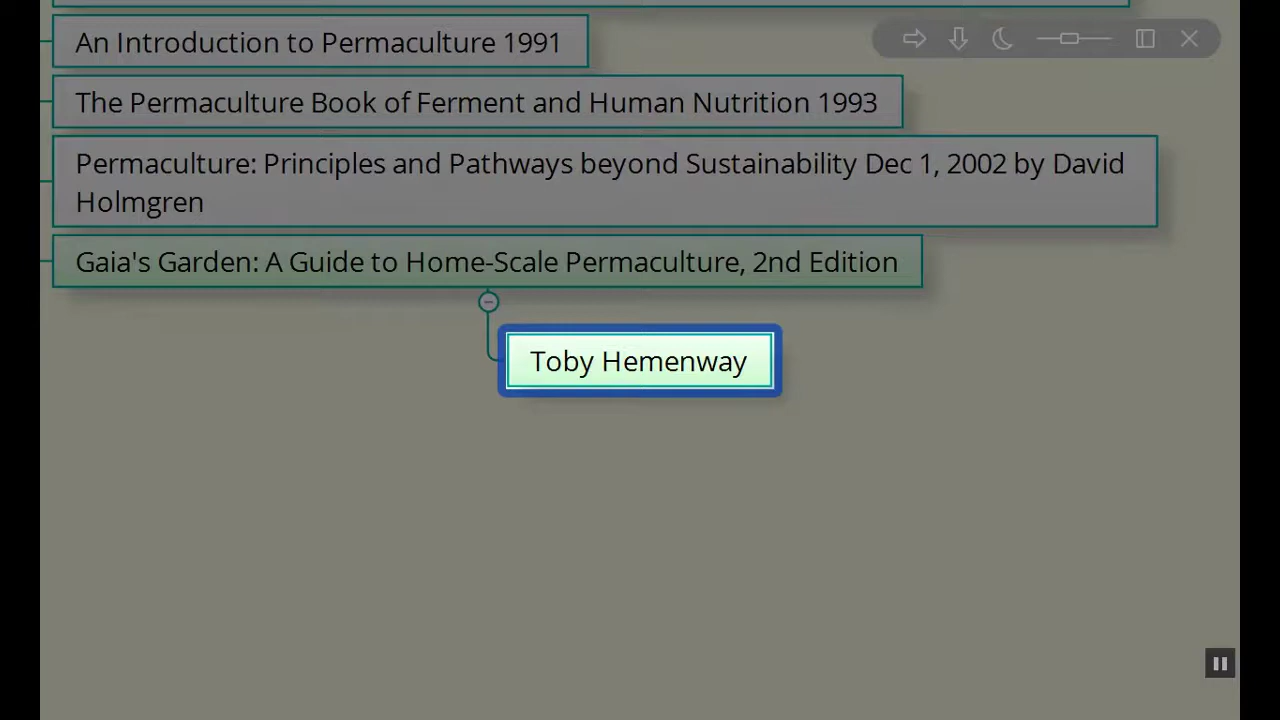 An Introduction to Permaculture 1991
The Permaculture Book of Ferment and Human Nutrition 1993
Permaculture: Principles and Pathways beyond Sustainability Dec 1, 2002 by David
Holmgren
Gaia's Garden: A Guide to Home-Scale Permaculture, 2nd Edition
Toby Hemenway